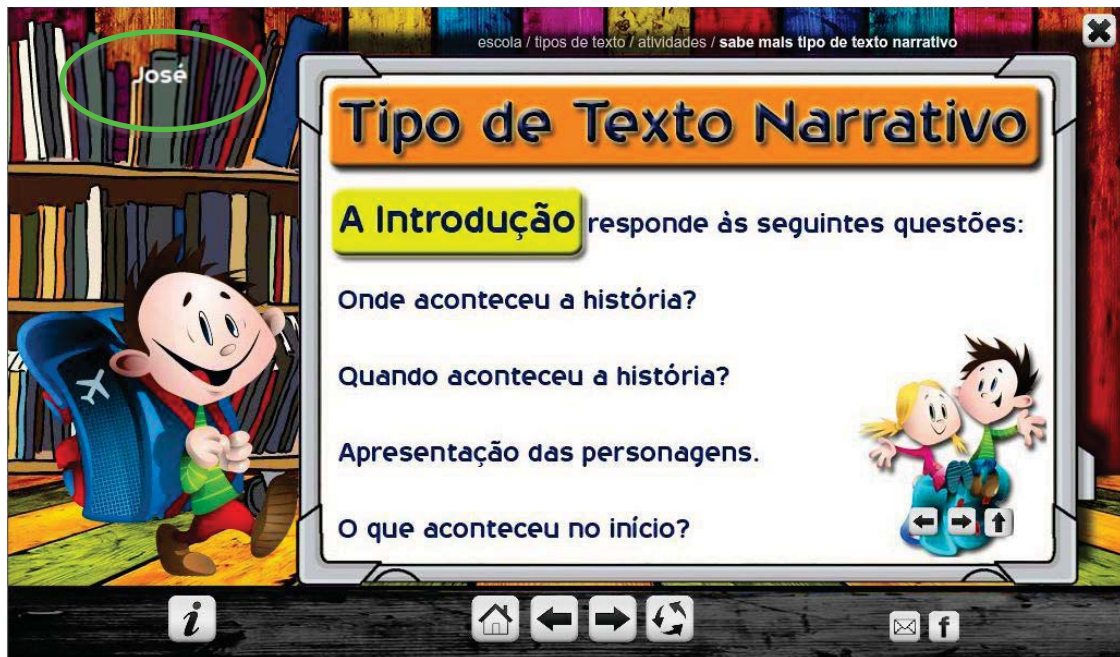 escola / tipos de texto / atividades / sabe mais tipo de texto narrativo
José
Tipo de Texto Narrativo
A Introdução responde às seguintes questões:
Onde aconteceu a história?
Quando aconteceu a história?
Apresentação das personagens.
O que aconteceu no início?
i
f